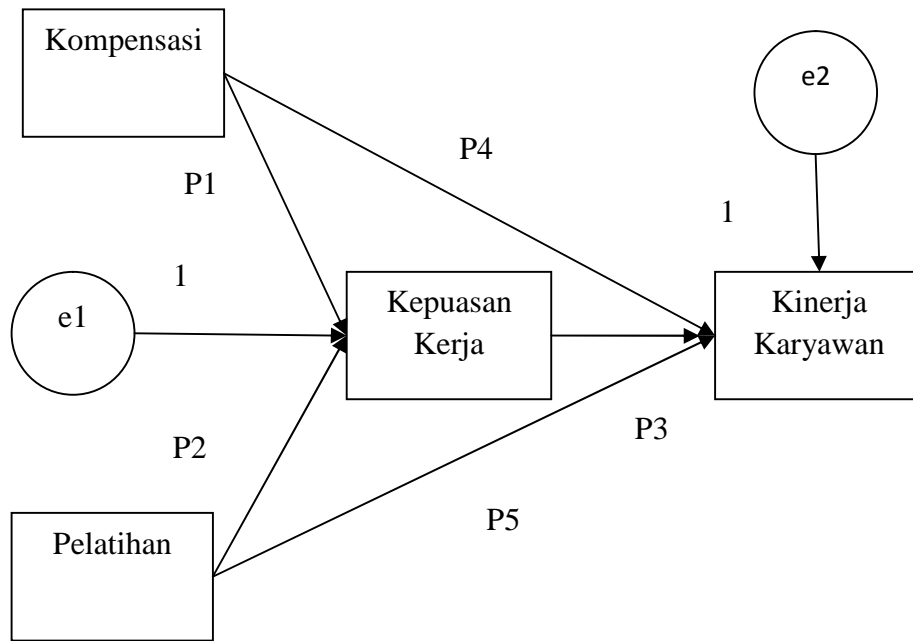 Kompensasi
e2
P4
P1
1
1
e1
Kepuasan
Kerja
Kinerja
Karyawan
P2
P3
P5
Pelatihan